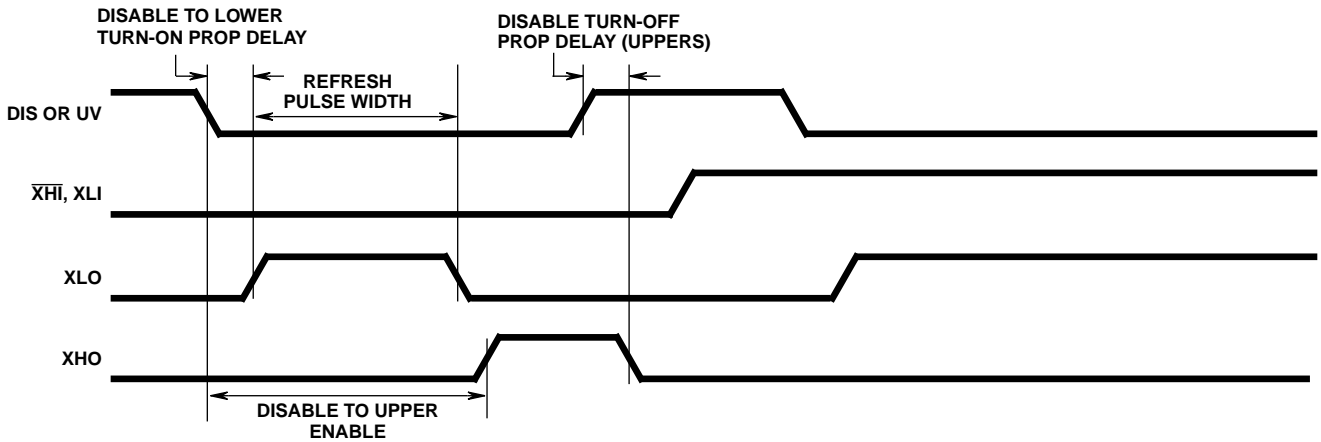 DISABLE TO LOWER
TURN-ON PROP DELAY
DISABLE TURN-OFF
PROP DELAY (UPPERS)
REFRESH
PULSE WIDTH
DIS OR UV
X̅H̅I̅, XLI
XLO
XHO
DISABLE TO UPPER
ENABLE